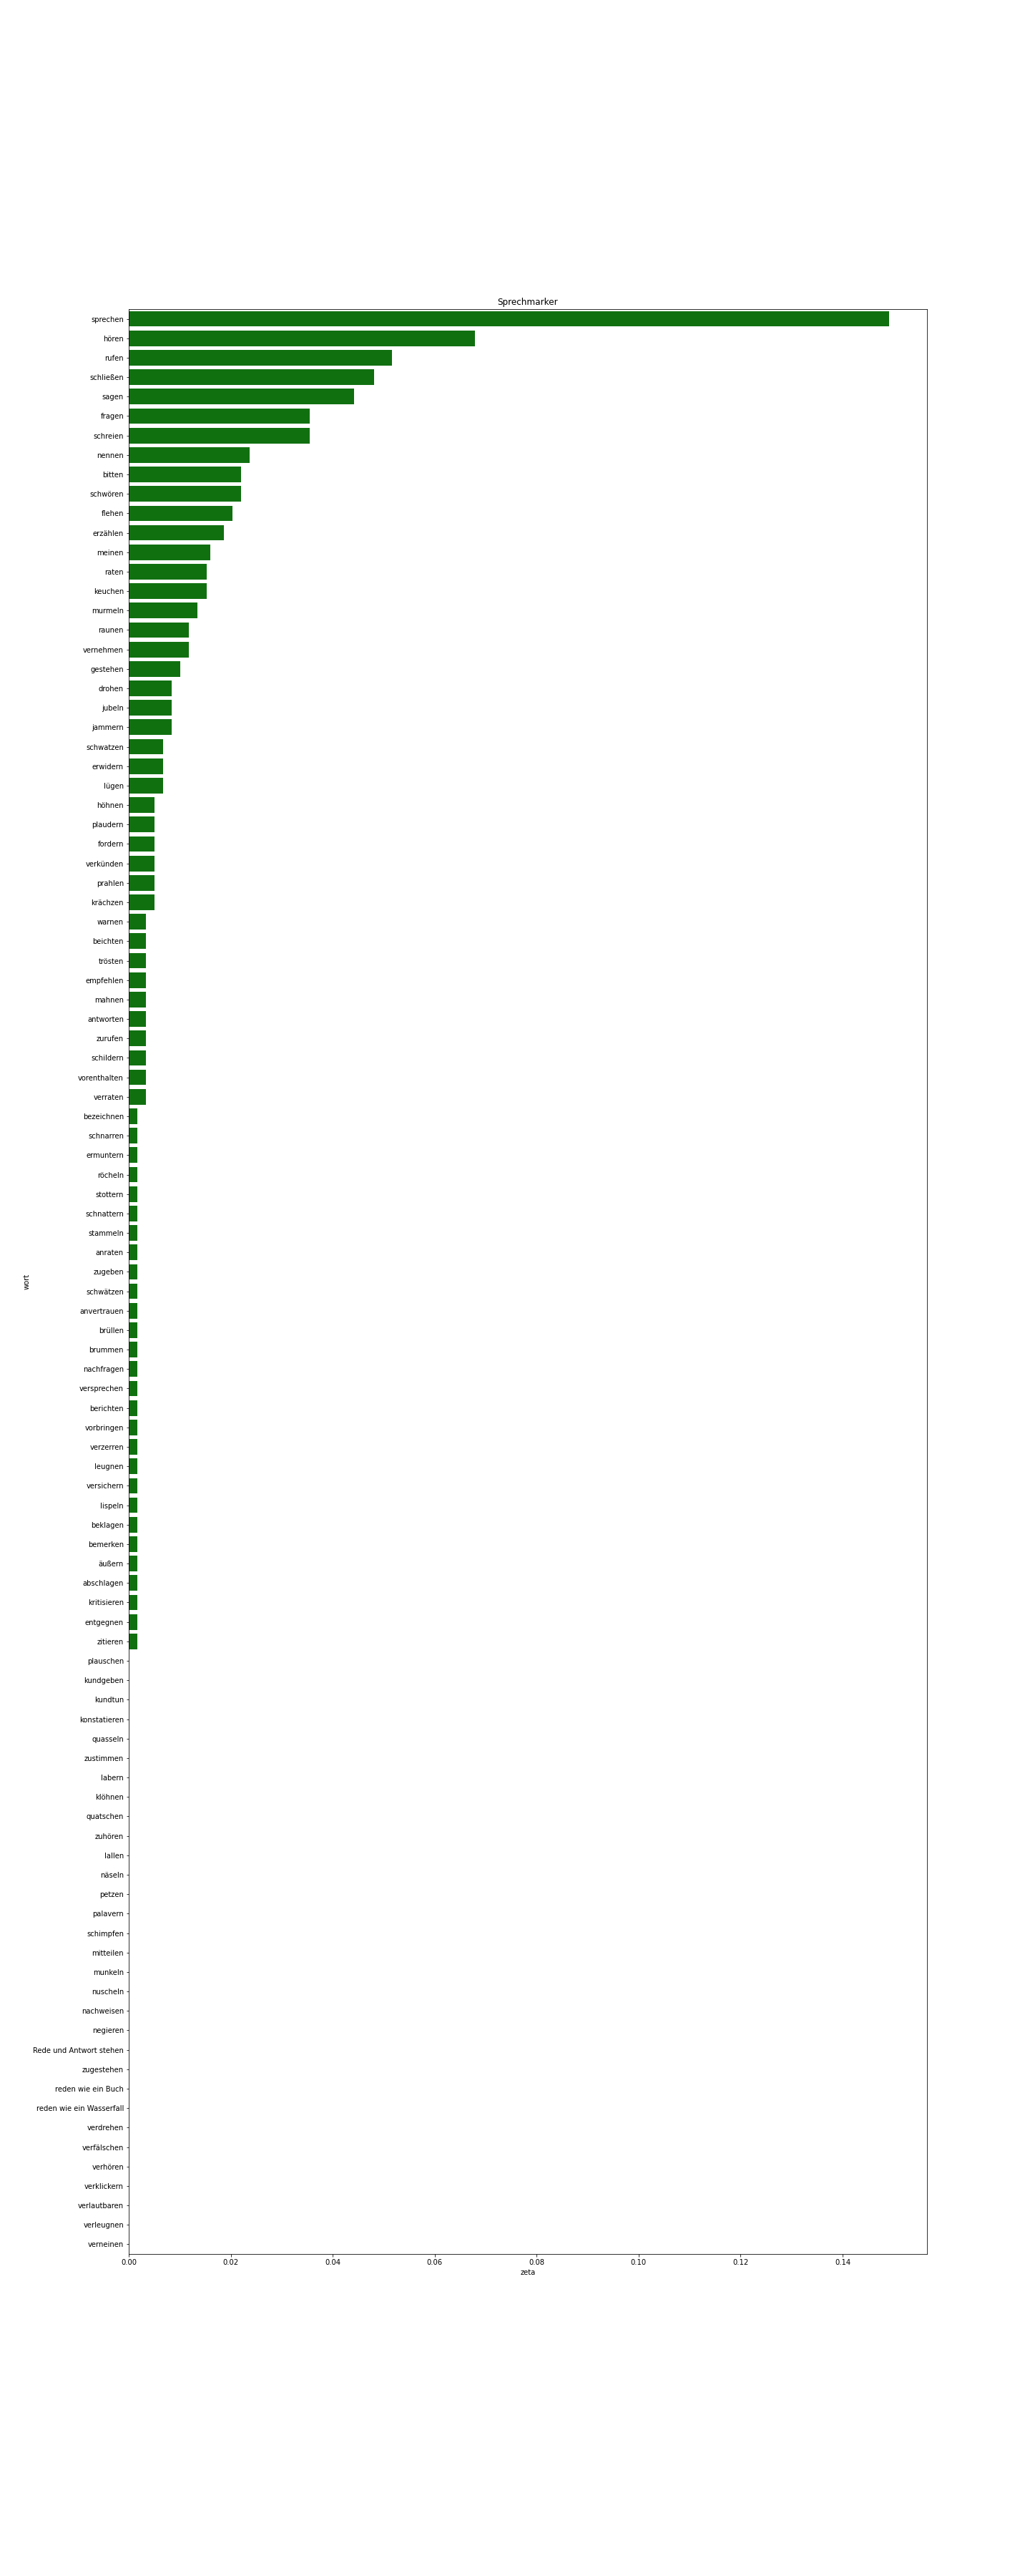 Sprechmarker
sprechen
hören
rufen
schließen
sagen
fragen
schreien
nennen
bitten
schwören
flehen
erzählen
meinen
raten
keuchen
murmeln
raunen
vernehmen
gestehen
drohen
jubeln
jammern
schwatzen
erwidern
lügen
höhnen
plaudern
fordern
verkünden
prahlen
krächzen
warnen
beichten
trösten
empfehlen
mahnen
antworten
zurufen
schildern
vorenthalten
verraten
bezeichnen
schnarren
ermuntern
röcheln
stottern
schnattern
stammeln
anraten
zugeben
schwätzen
anvertrauen
brüllen
brummen
nachfragen
versprechen
berichten
vorbringen
verzerren
leugnen
versichern
lispeln
beklagen
bemerken
äußern
abschlagen
kritisieren
entgegnen
zitieren
plauschen
kundgeben
kundtun
konstatieren
quasseln
zustimmen
labern
klöhnen
quatschen
zuhören
lallen
näseln
petzen
palavern
schimpfen
mitteilen
munkeln
nuscheln
nachweisen
negieren
Rede und Antwort stehen
zugestehen
reden wie ein Buch
reden wie ein Wasserfall
verdrehen
verfälschen
verhören
verklickern
verlautbaren
verleugnen
verneinen
wort
0.00 0.02 0.04 0.06 0.08 0.10 0.12 0.14
zeta